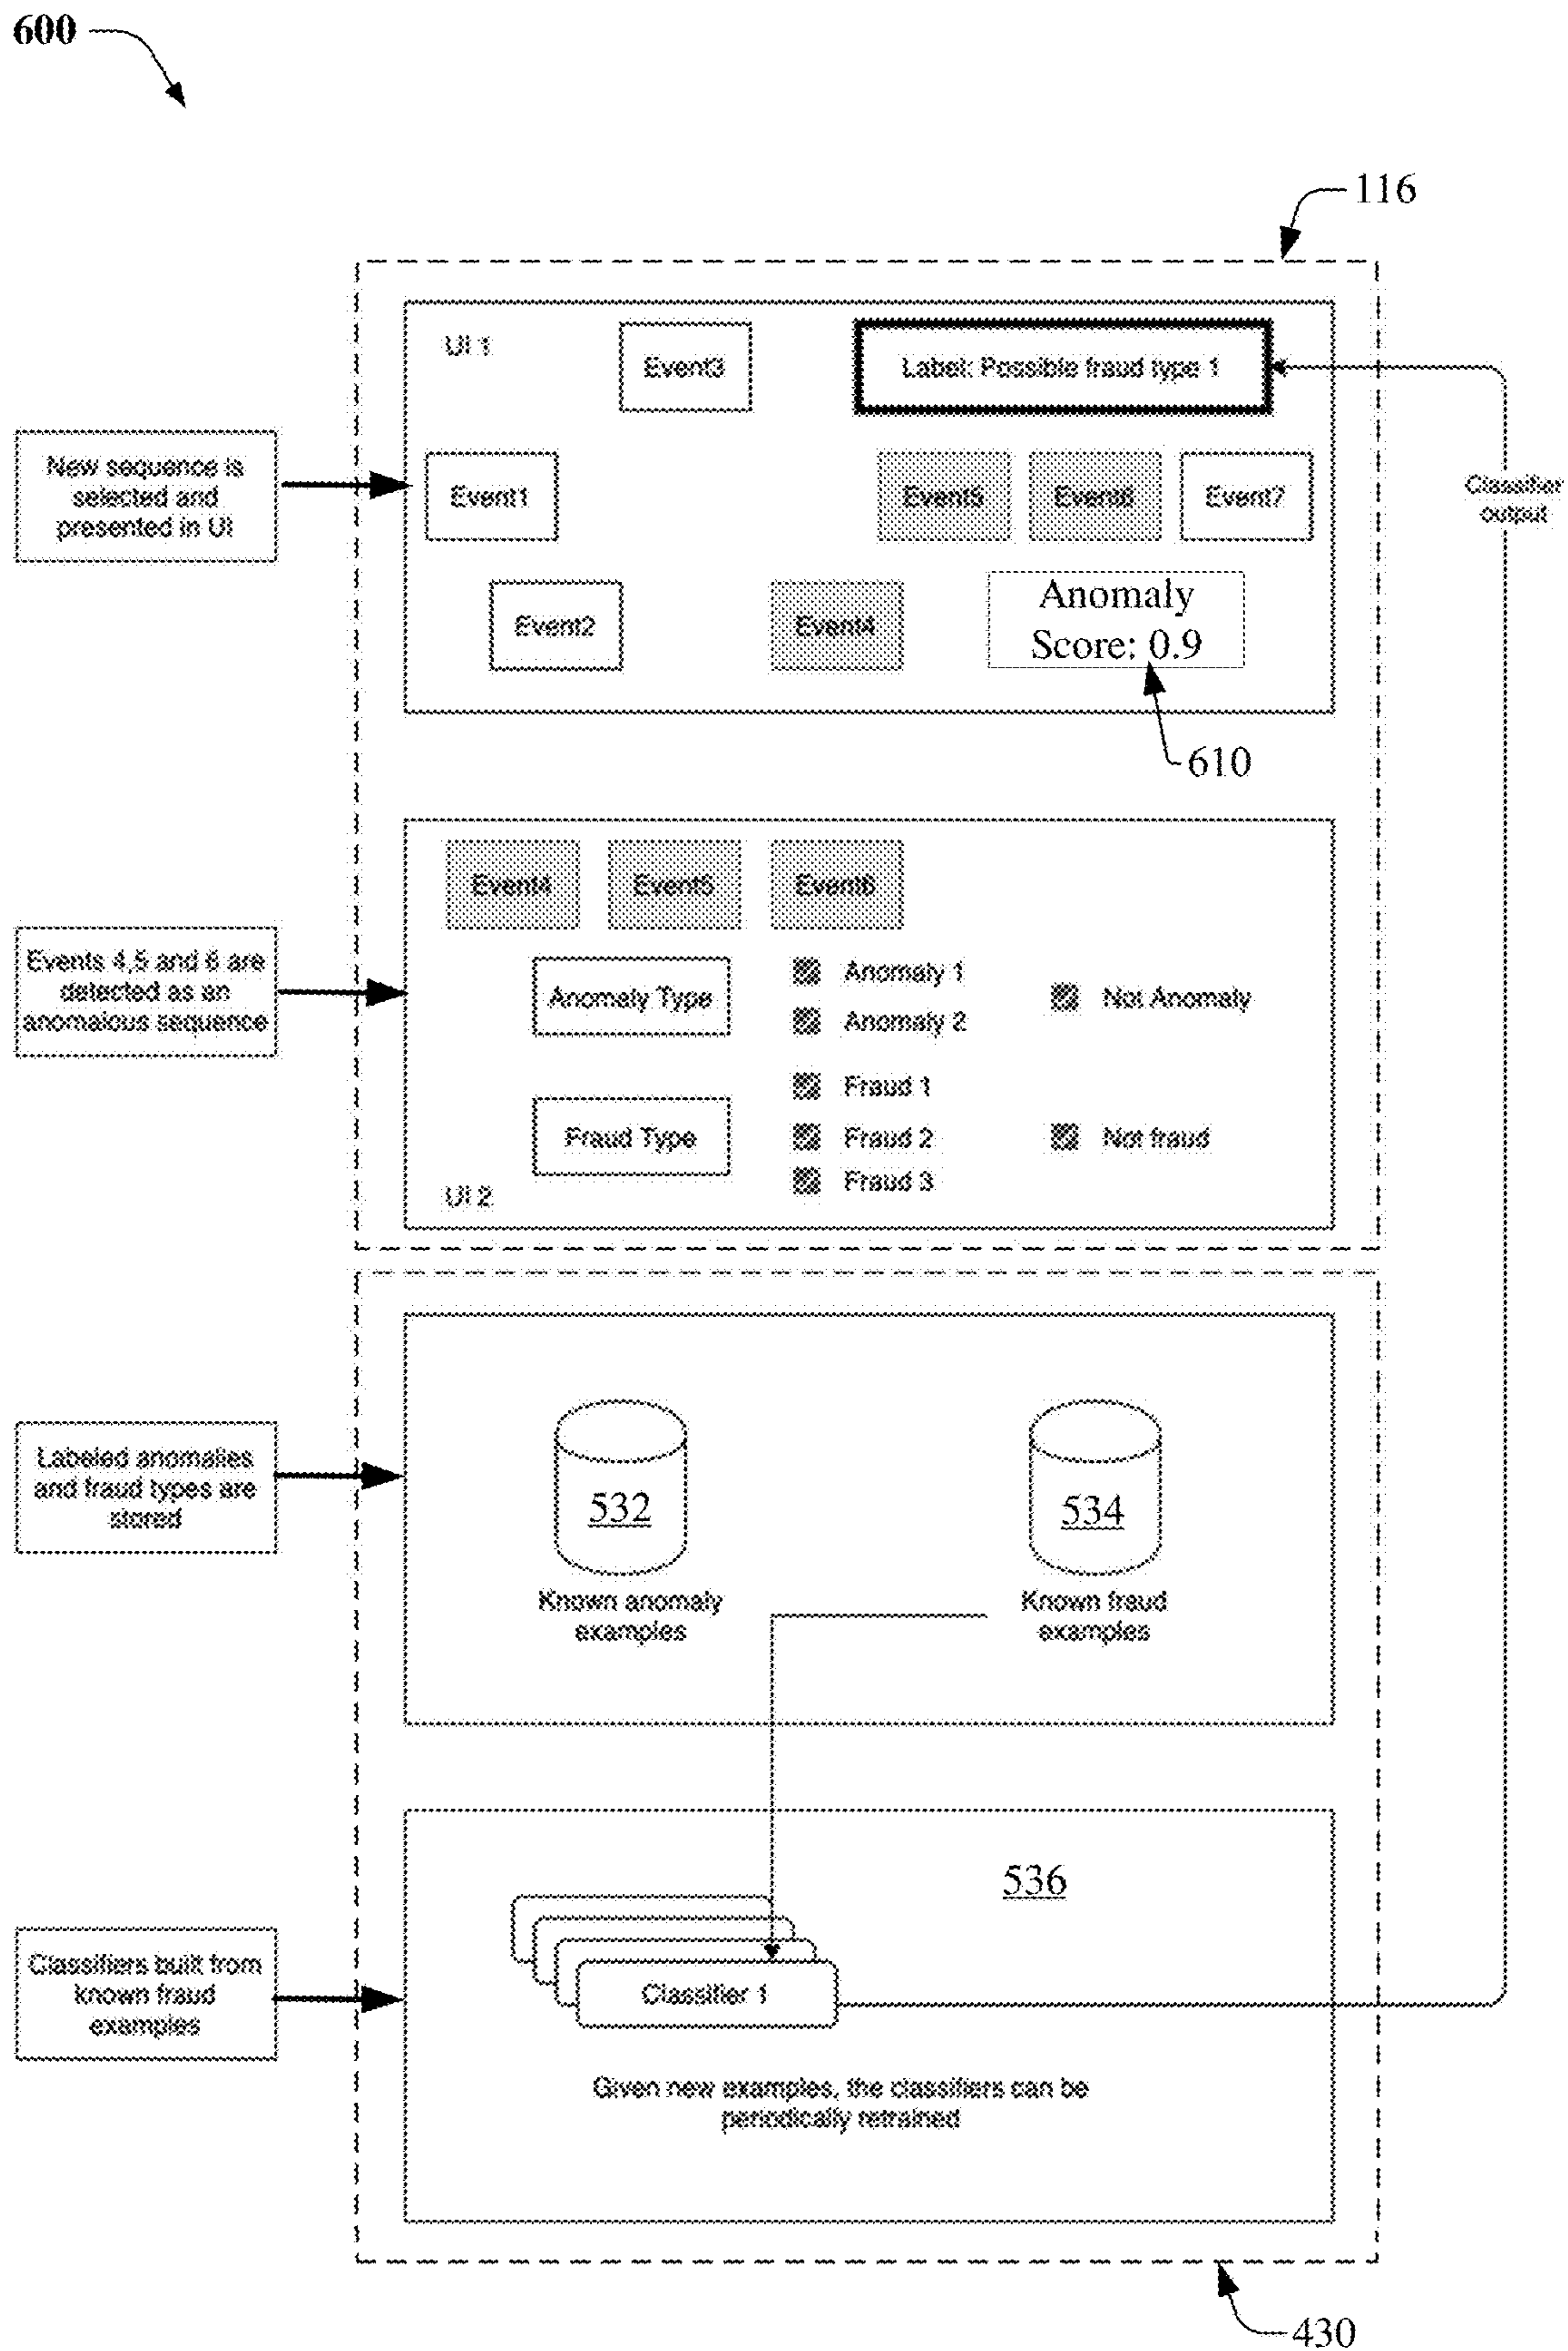 600
116
UI 1
Event3
Label: Possible fraud type 1
New sequence is
selected and
presented in UI
Event1
Event5
Event6
Event7
Classifier
output
Event2
Event4
Anomaly
Score: 0.9
610
Event4
Event5
Event6
Events 4,5 and 6 are
detected as an
anomalous sequence
Anomaly Type
Anomaly 1
Anomaly 2
Not Anomaly
Fraud Type
Fraud 1
Fraud 2
Fraud 3
Not fraud
UI 2
Labeled anomalies
and fraud types are
stored
532
Known anomaly
examples
534
Known fraud
examples
536
Classifiers built from
known fraud
examples
Classifier 1
Given new examples, the classifiers can be
periodically retrained
430